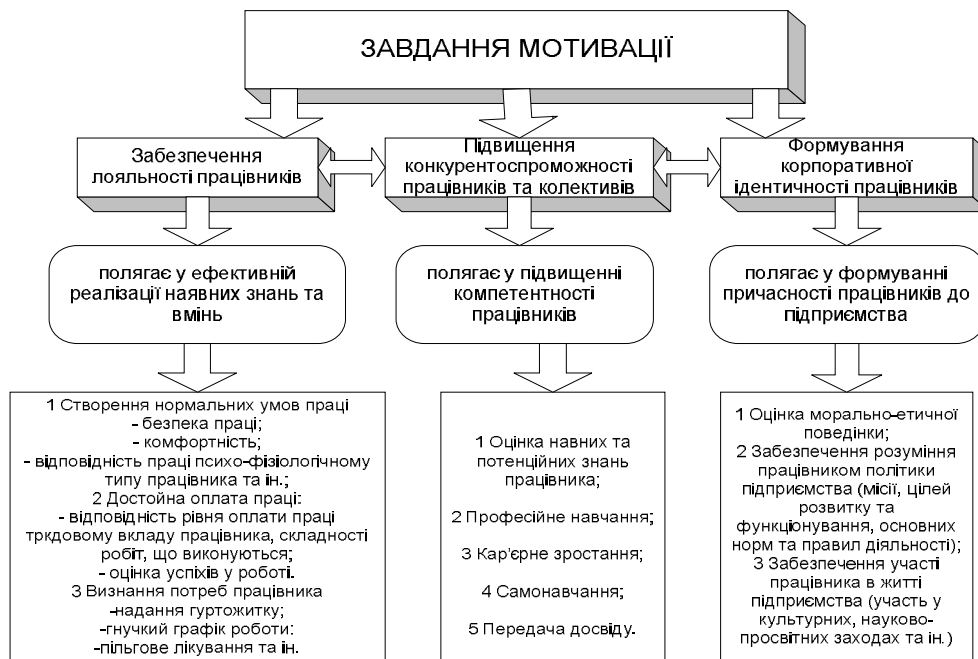 ЗАВДАННЯ МОТИВАЦІЇ
Забезпечення
лояльності працівників
Підвищення
конкурентоспроможності
працівників та колективів
Формування
корпоративної
ідентичності працівників
полягає у ефективній
реалізації наявних знань та
вмінь
полягає у підвищенні
компетентності
працівників
полягає у формуванні
причасності працівників до
підприємства
1 Створення нормальних умов праці
- безпека праці;
- комфортність;
- відповідність праці психо-фізіологічному
типу працівника та ін.;
2 Достойна оплата праці:
- відповідність рівня оплати праці
тркдовому вкладу працівника, складності
робіт, що виконуються;
- оцінка успіхів у роботі.
3 Визнання потреб працівника
-надання гуртожитку;
-гнучкий графік роботи:
-пільгове лікування та ін.
1 Оцінка навних та
потенційних знань
працівника;
2 Професійне навчання;
3 Кар'єрне зростання;
4 Самонавчання;
5 Передача досвіду.
1 Оцінка морально-етичної
поведінки;
2 Забезпечення розуміння
працівником політики
підприємства (місії, цілей
розвитку та
функціонування, основних
норм та правил діяльності);
3 Забезпечення участі
працівника в житті
підприємства (участь у
культурних, науково-
просвітних заходах та ін.)